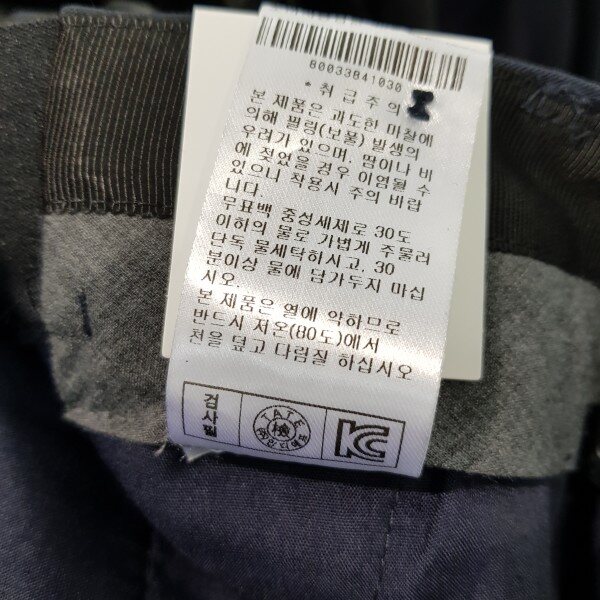 80033841030
* 취 급 주 의
본 제품은 과도한 마찰에
의해 필링(보풀) 발생의
우려가 있으며, 땀이나 비
에 젖었을 경우 이염될 수
있으니 착용시 주의 바랍
니다.
무표백 중성세제로 30도
이하의 물로 가볍게 주물러
단독 물세탁하시고, 30
분이상 물에 담가두지 마십
시오.
본 제품은 열에 약하므로
반드시 저온(80도)에서
천을 덮고 다림질 하십시오
검사필
TATE
檢
KC